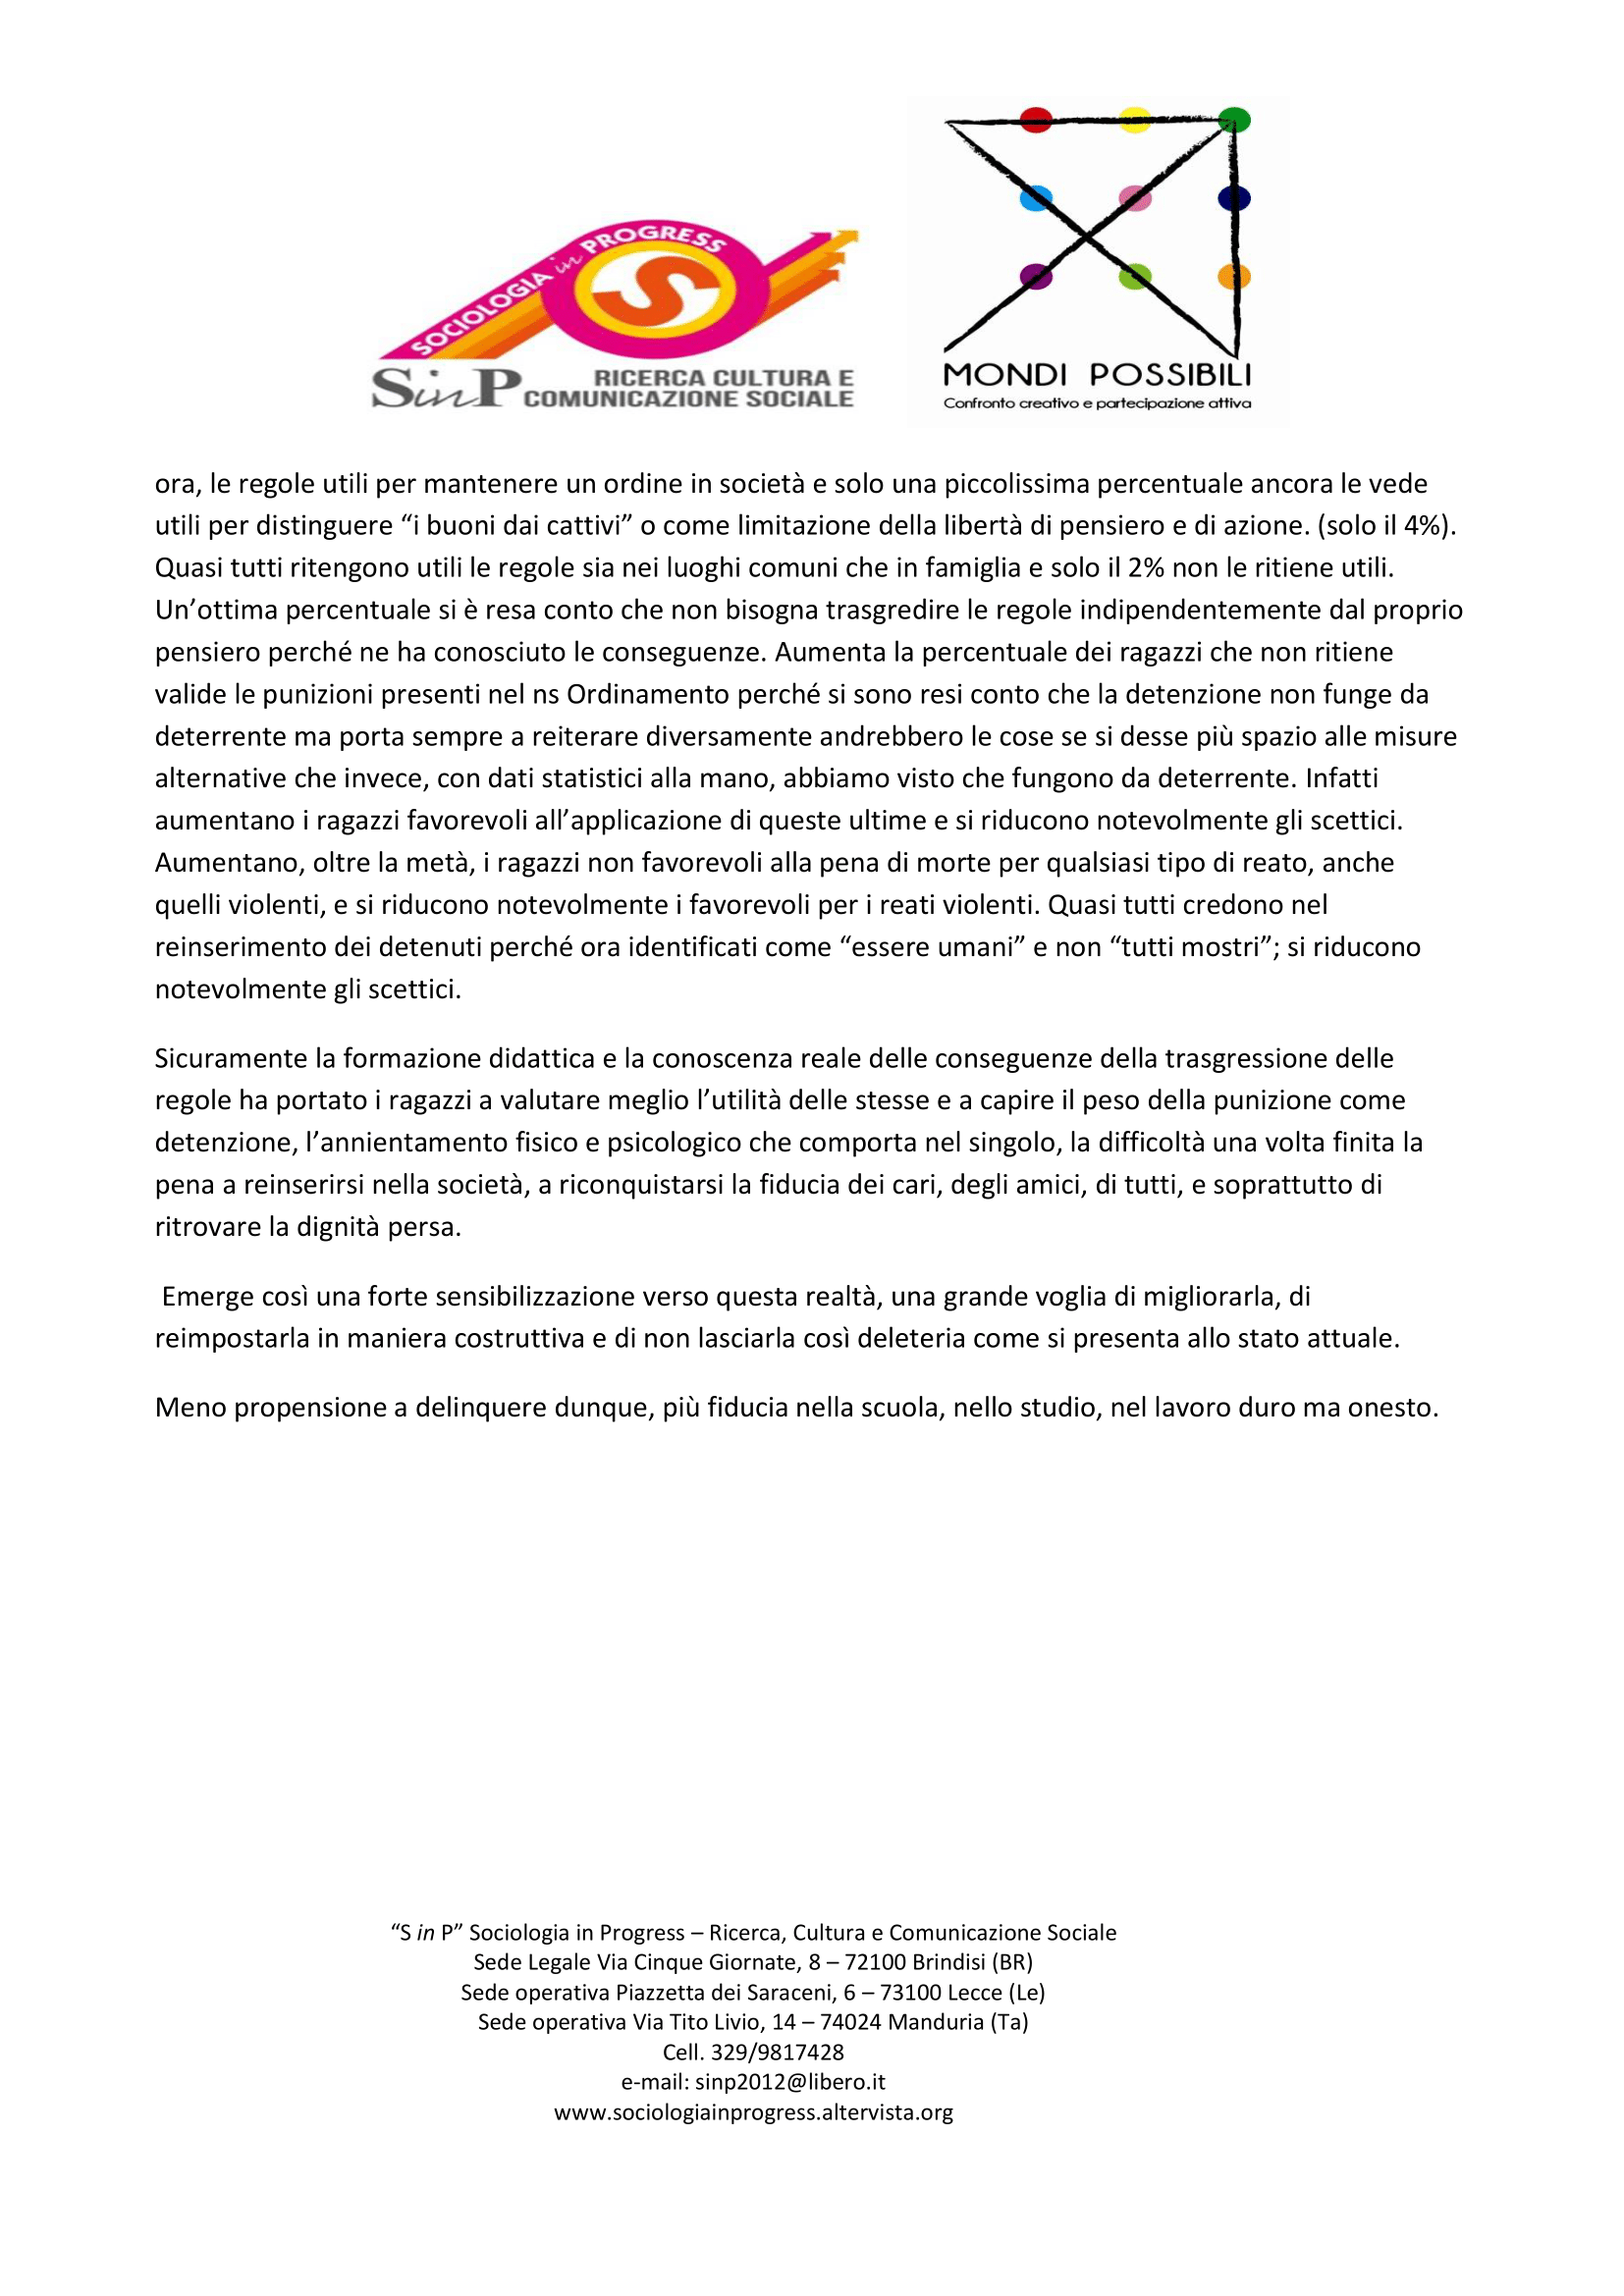 SOCIOLOGIA in PROGRESS
S
SinP RICERCA CULTURA E
COMUNICAZIONE SOCIALE
MONDI POSSIBILI
Confronto creativo e partecipazione attiva
ora, le regole utili per mantenere un ordine in società e solo una piccolissima percentuale ancora le vede
utili per distinguere “i buoni dai cattivi” o come limitazione della libertà di pensiero e di azione. (solo il 4%).
Quasi tutti ritengono utili le regole sia nei luoghi comuni che in famiglia e solo il 2% non le ritiene utili.
Un’ottima percentuale si è resa conto che non bisogna trasgredire le regole indipendentemente dal proprio
pensiero perché ne ha conosciuto le conseguenze. Aumenta la percentuale dei ragazzi che non ritiene
valide le punizioni presenti nel ns Ordinamento perché si sono resi conto che la detenzione non funge da
deterrente ma porta sempre a reiterare diversamente andrebbero le cose se si desse più spazio alle misure
alternative che invece, con dati statistici alla mano, abbiamo visto che fungono da deterrente. Infatti
aumentano i ragazzi favorevoli all’applicazione di queste ultime e si riducono notevolmente gli scettici.
Aumentano, oltre la metà, i ragazzi non favorevoli alla pena di morte per qualsiasi tipo di reato, anche
quelli violenti, e si riducono notevolmente i favorevoli per i reati violenti. Quasi tutti credono nel
reinserimento dei detenuti perché ora identificati come “essere umani” e non “tutti mostri”; si riducono
notevolmente gli scettici.
Sicuramente la formazione didattica e la conoscenza reale delle conseguenze della trasgressione delle
regole ha portato i ragazzi a valutare meglio l’utilità delle stesse e a capire il peso della punizione come
detenzione, l’annientamento fisico e psicologico che comporta nel singolo, la difficoltà una volta finita la
pena a reinserirsi nella società, a riconquistarsi la fiducia dei cari, degli amici, di tutti, e soprattutto di
ritrovare la dignità persa.
Emerge così una forte sensibilizzazione verso questa realtà, una grande voglia di migliorarla, di
reimpostarla in maniera costruttiva e di non lasciarla così deleteria come si presenta allo stato attuale.
Meno propensione a delinquere dunque, più fiducia nella scuola, nello studio, nel lavoro duro ma onesto.
“S in P” Sociologia in Progress – Ricerca, Cultura e Comunicazione Sociale
Sede Legale Via Cinque Giornate, 8 – 72100 Brindisi (BR)
Sede operativa Piazzetta dei Saraceni, 6 – 73100 Lecce (Le)
Sede operativa Via Tito Livio, 14 – 74024 Manduria (Ta)
Cell. 329/9817428
e-mail: sinp2012@libero.it
www.sociologiainprogress.altervista.org